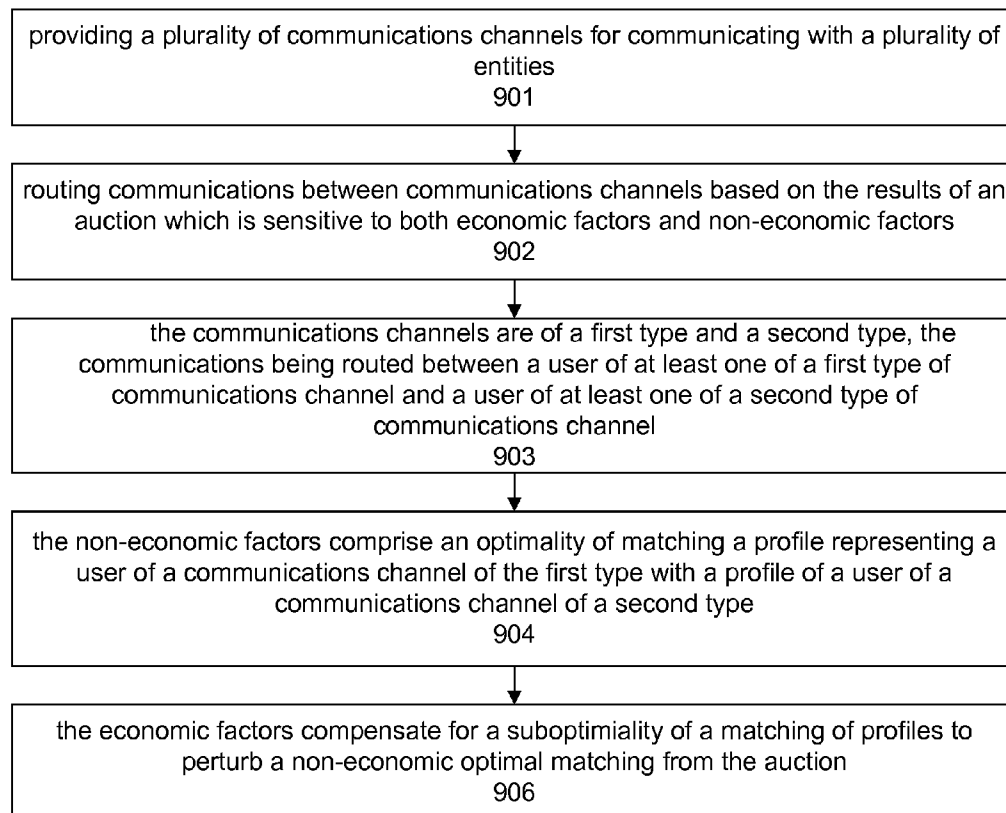 providing a plurality of communications channels for communicating with a plurality of
entities
901
routing communications between communications channels based on the results of an
auction which is sensitive to both economic factors and non-economic factors
902
the communications channels are of a first type and a second type, the
communications being routed between a user of at least one of a first type of
communications channel and a user of at least one of a second type of
communications channel
903
the non-economic factors comprise an optimality of matching a profile representing a
user of a communications channel of the first type with a profile of a user of a
communications channel of a second type
904
the economic factors compensate for a suboptimiality of a matching of profiles to
perturb a non-economic optimal matching from the auction
906